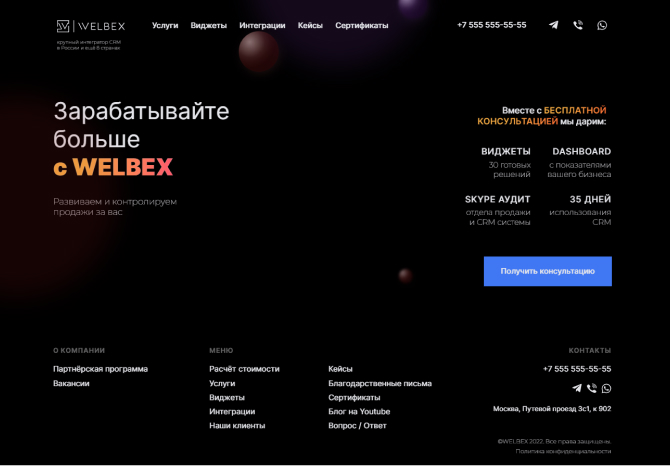 WELBEX
крупный интегратор CRM
в России и ещё 8 странах
Услуги Виджеты Интеграции Кейсы Сертификаты
+7 555 555-55-55
Зарабатывайте
больше
с WELBEX
Развиваем и контролируем
продажи за вас
Вместе с БЕСПЛАТНОЙ
КОНСУЛЬТАЦИЕЙ мы дарим:
ВИДЖЕТЫ
30 готовых
решений
DASHBOARD
с показателями
вашего бизнеса
SKYPE АУДИТ
отдела продажи
и CRM системы
35 ДНЕЙ
использования
CRM
Получить консультацию
О КОМПАНИИ
Партнёрская программа
Вакансии
МЕНЮ
Расчёт стоимости
Услуги
Виджеты
Интеграции
Наши клиенты
Кейсы
Благодарственные письма
Сертификаты
Блог на Youtube
Вопрос / Ответ
КОНТАКТЫ
+7 555 555-55-55
Москва, Путевой проезд 3с1, к 902
©WELBEX 2022. Все права защищены.
Политика конфиденциальности